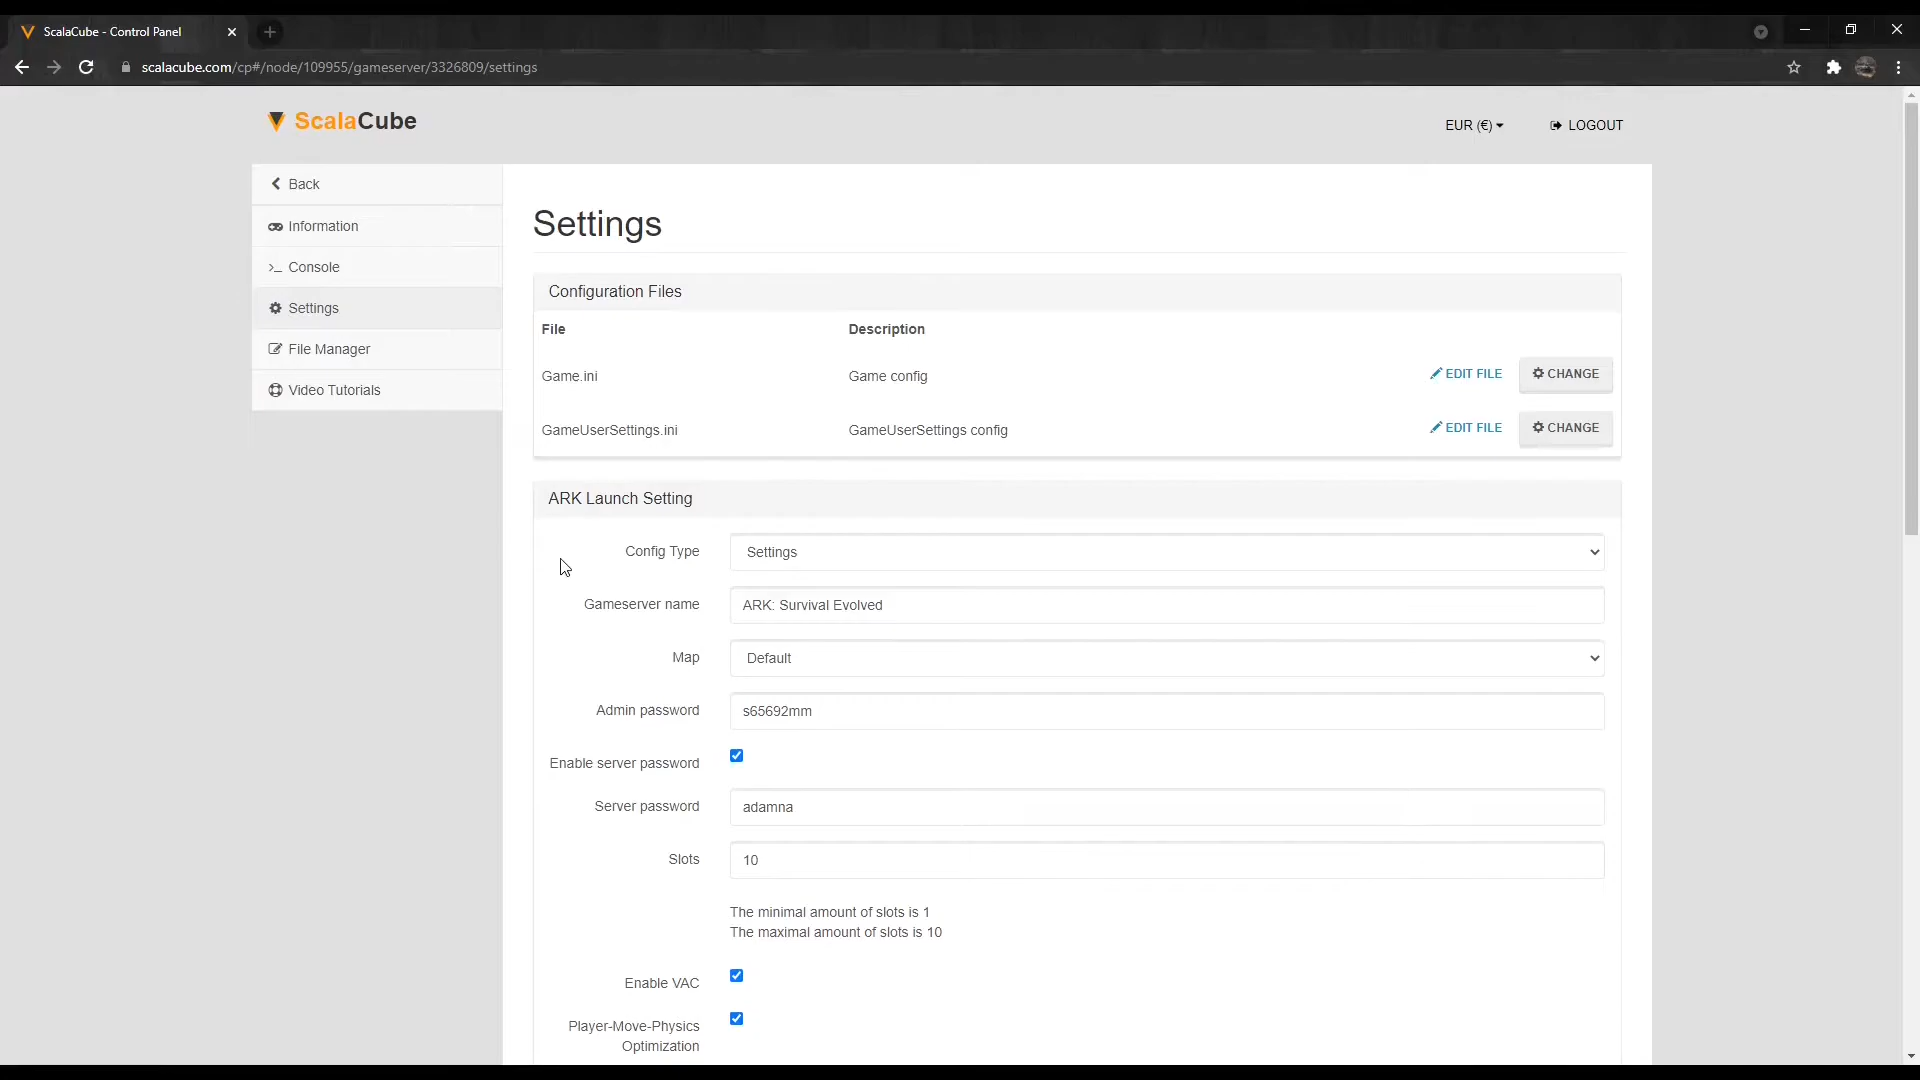 ScalaCube - Control Panel
scalacube.com/cp#/node/109955/gameserver/3326809/settings
ScalaCube
EUR (€)
LOGOUT
Back
Information
Console
Settings
File Manager
Video Tutorials
Settings
Configuration Files
File Description
Game.ini Game config EDIT FILE CHANGE
GameUserSettings.ini GameUserSettings config EDIT FILE CHANGE
ARK Launch Setting
Config Type Settings
Gameserver name ARK: Survival Evolved
Map Default
Admin password s65692mm
Enable server password
Server password adamna
Slots 10
The minimal amount of slots is 1
The maximal amount of slots is 10
Enable VAC
Player-Move-Physics
Optimization